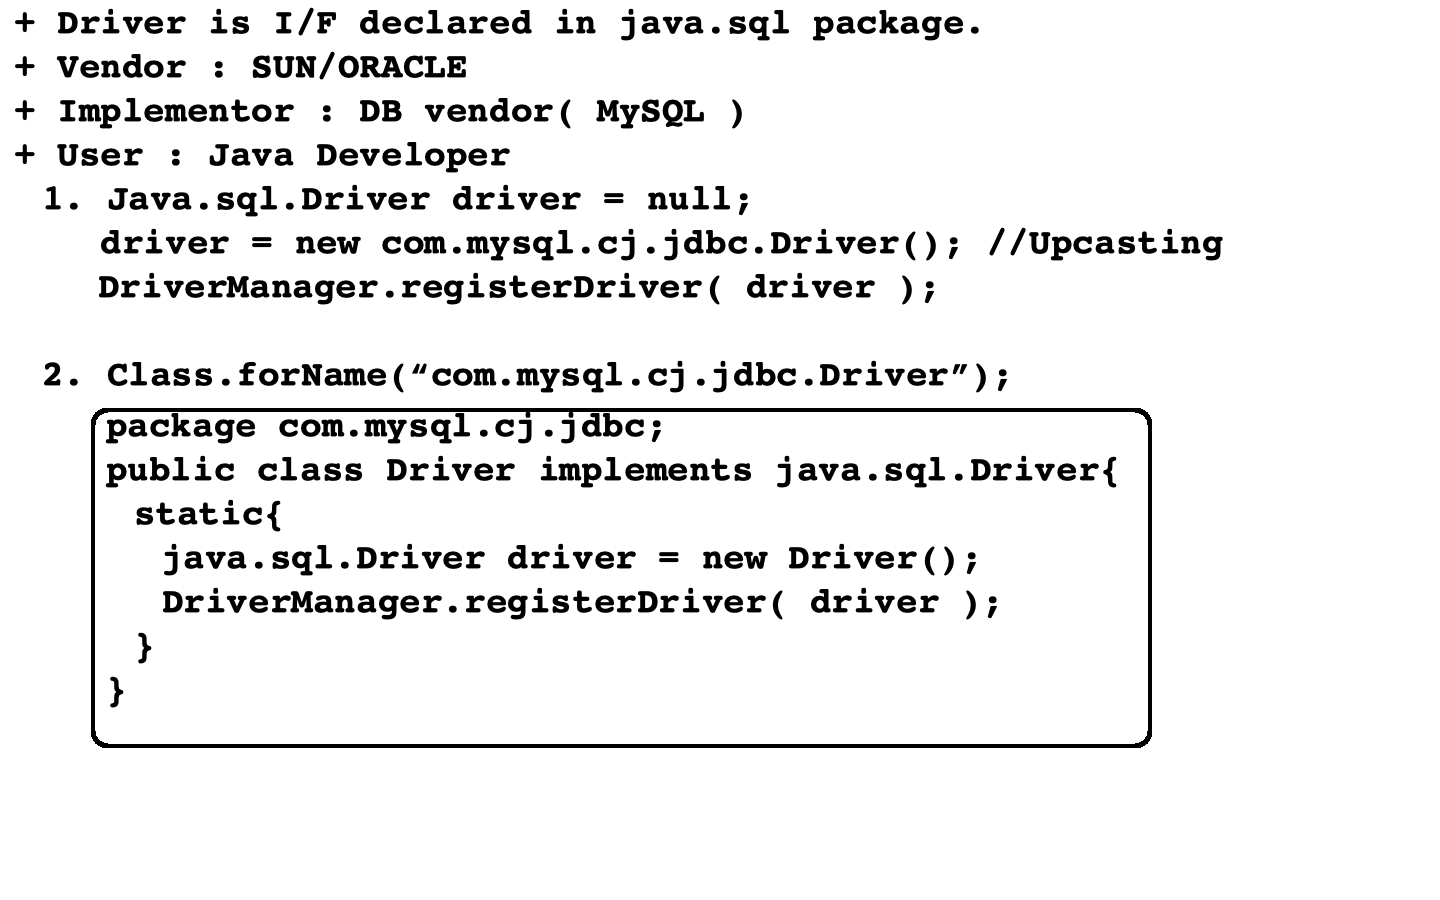 + Driver is I/F declared in java.sql package.
+ Vendor : SUN/ORACLE
+ Implementor : DB vendor( MySQL )
+ User : Java Developer
1. Java.sql.Driver driver = null;
driver = new com.mysql.cj.jdbc.Driver(); //Upcasting
DriverManager.registerDriver( driver );
2. Class.forName(“com.mysql.cj.jdbc.Driver”);
package com.mysql.cj.jdbc;
public class Driver implements java.sql.Driver{
static{
java.sql.Driver driver = new Driver();
DriverManager.registerDriver( driver );
}
}